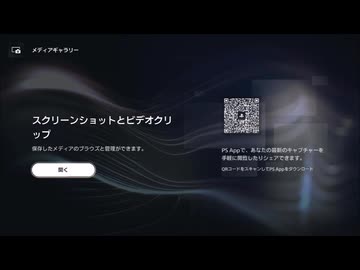 メディアギャラリー
スクリーンショットとビデオクリ
ップ
保存したメディアのブラウズと管理ができます。
開く
PS Appで、あなたの最新のキャプチャーを
手軽に閲覧したりシェアできます。
QRコードをスキャンしてPS Appをダウンロード